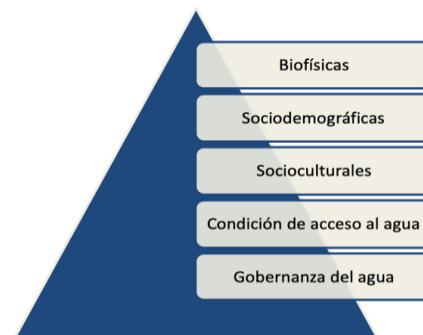 Biofísicas
Sociodemográficas
Socioculturales
Condición de acceso al agua
Gobernanza del agua